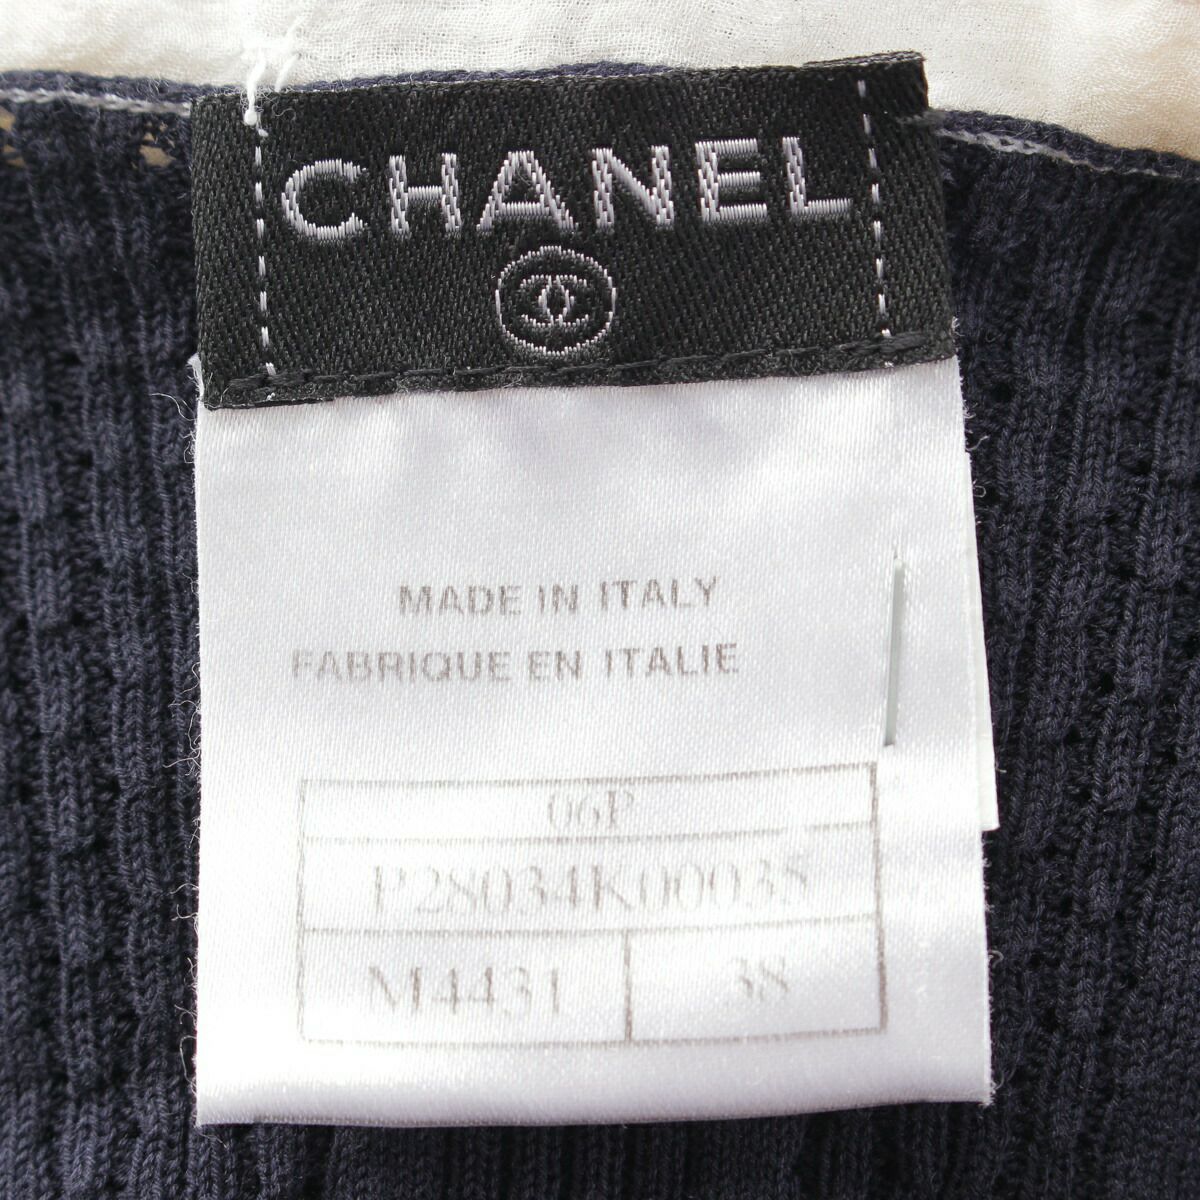 CHANEL
MADE IN ITALY
FABRIQUE EN ITALIE
06P
P28034K00035
M4431 38